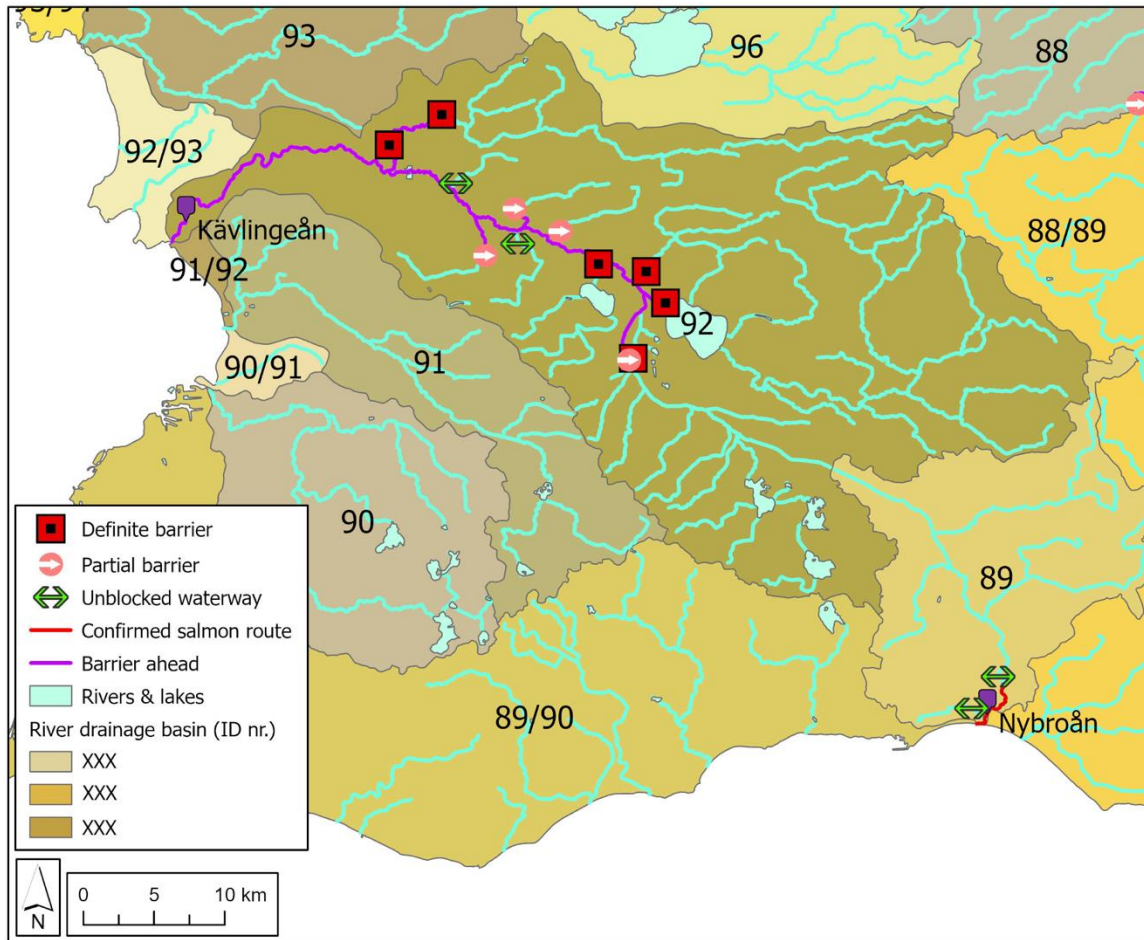 93
96
88
92/93
Kävlingeån
91/92
88/89
92
90/91
91
90
89
89/90
Nybroån
Definite barrier
Partial barrier
Unblocked waterway
Confirmed salmon route
Barrier ahead
Rivers & lakes
River drainage basin (ID nr.)
XXX
XXX
XXX
N
0 5 10 km